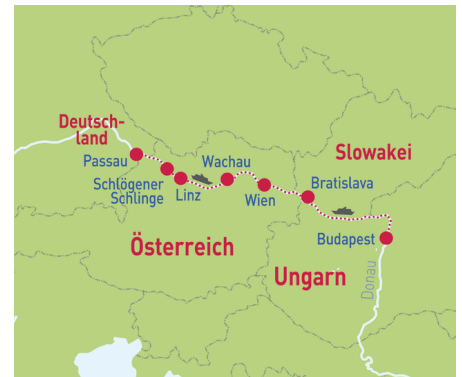 Deutsch-
land
Passau
Schlögener
Schlinge
Linz
Wachau
Wien
Slowakei
Bratislava
Budapest
Österreich
Ungarn
Donau